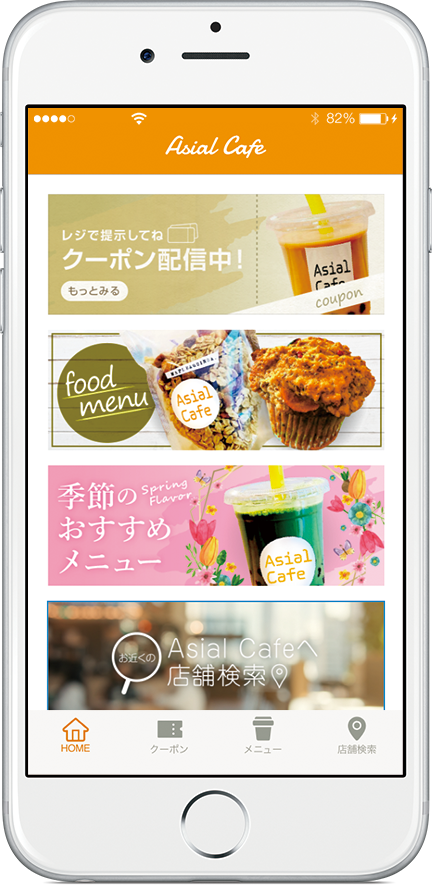 82%
Asial Cafe
レジで提示してね
クーポン配信中！
もっとみる
Asial
Cafe
coupon
food
menu
Asial
Cafe
季節の
おすすめ
メニュー
Spring
Flavor
Asial
Cafe
お近くの
Asial Cafeへ
店舗検索
HOME
クーポン
メニュー
店舗検索